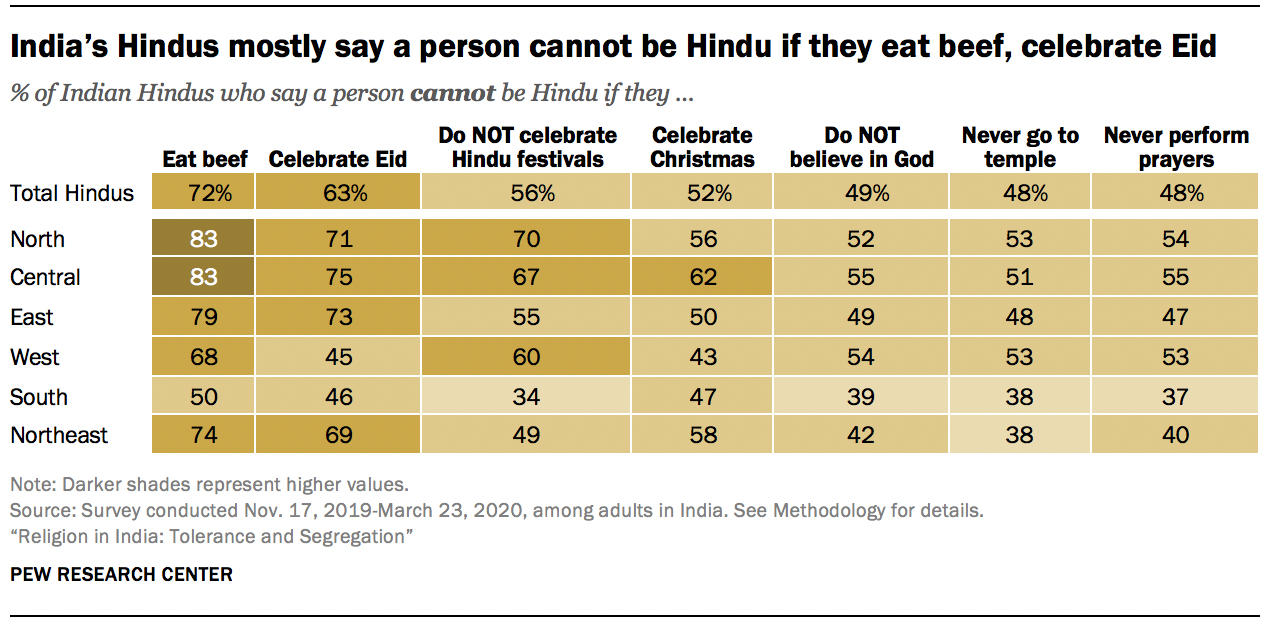 India’s Hindus mostly say a person cannot be Hindu if they eat beef, celebrate Eid
% of Indian Hindus who say a person cannot be Hindu if they ...
Eat beef Celebrate Eid Do NOT celebrate Hindu festivals Celebrate Christmas Do NOT believe in God Never go to temple Never perform prayers
Total Hindus 72% 63% 56% 52% 49% 48% 48%
North 83 71 70 56 52 53 54
Central 83 75 67 62 55 51 55
East 79 73 55 50 49 48 47
West 68 45 60 43 54 53 53
South 50 46 34 47 39 38 37
Northeast 74 69 49 58 42 38 40
Note: Darker shades represent higher values.
Source: Survey conducted Nov. 17, 2019-March 23, 2020, among adults in India. See Methodology for details.
“Religion in India: Tolerance and Segregation”
PEW RESEARCH CENTER